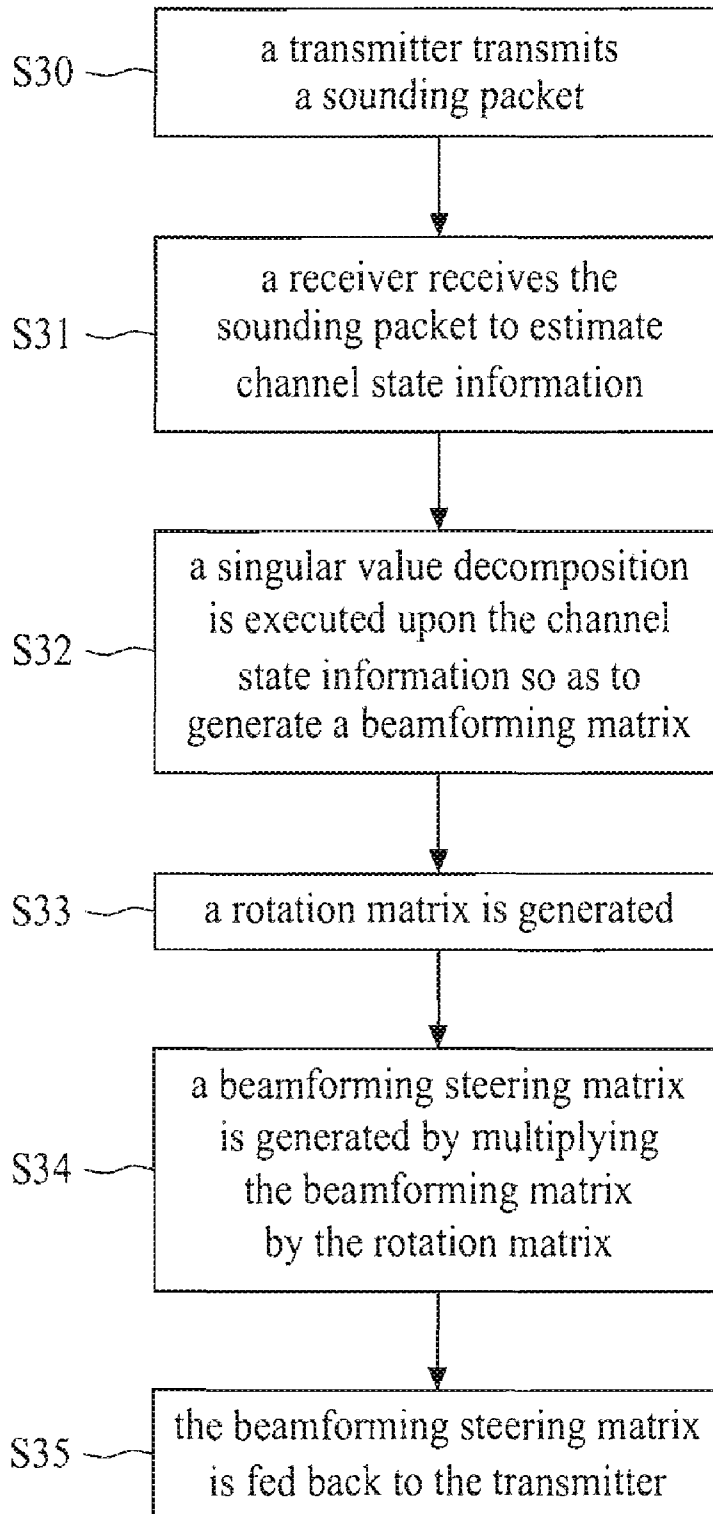 S30
a transmitter transmits
a sounding packet
S31
a receiver receives the
sounding packet to estimate
channel state information
S32
a singular value decomposition
is executed upon the channel
state information so as to
generate a beamforming matrix
S33
a rotation matrix is generated
S34
a beamforming steering matrix
is generated by multiplying
the beamforming matrix
by the rotation matrix
S35
the beamforming steering matrix
is fed back to the transmitter